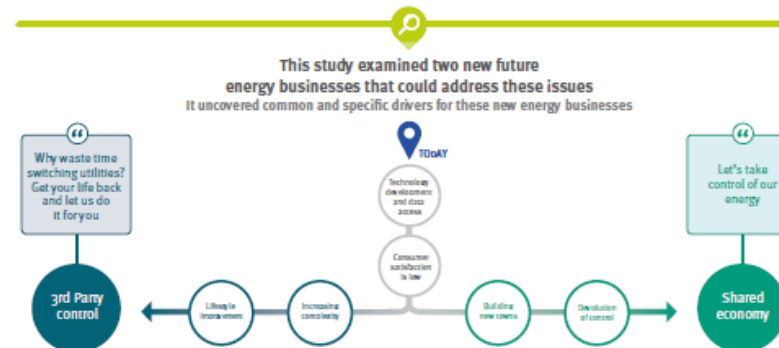 This study examined two new future
energy businesses that could address these issues
It uncovered common and specific drivers for these new energy businesses
“
Why waste time
switching utilities?
Get your life back
and let us do
it for you
TODAY
“
Let's take
control of our
energy
Technology
development
and data
access
Consumer
satisfaction
is low
3rd Party
control
Lifestyle
improvement
Increasing
complexity
Building
new towns
Devolution
of control
Shared
economy